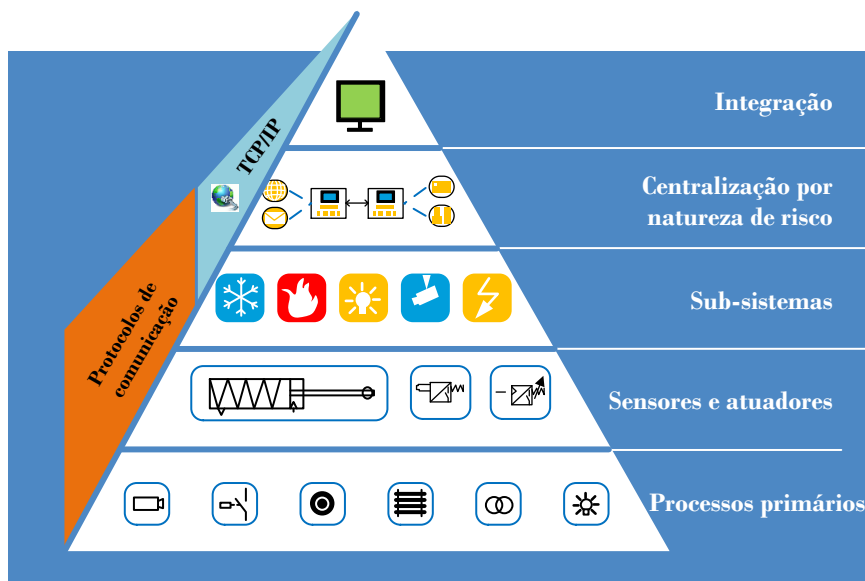 TCP/IP
Protocolos de
comunicação
Integração
Centralização por
natureza de risco
Sub-sistemas
Sensores e atuadores
Processos primários